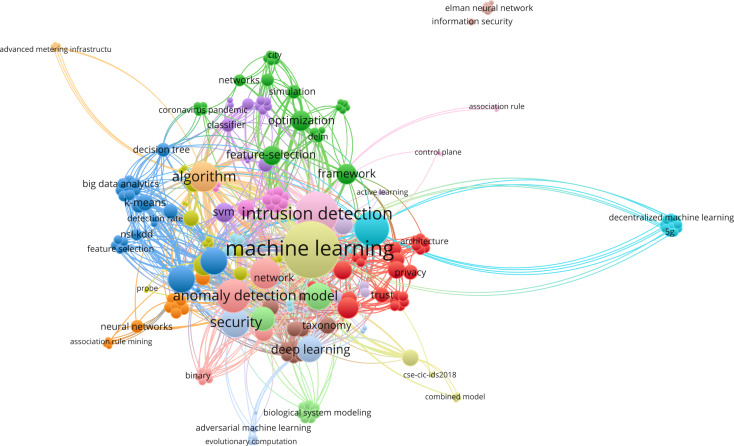 elman neural network
information security
advanced metering infrastructu
city
networks
simulation
coronavirus pandemic
association rule
classifier
optimization
delm
decision tree
feature-selection
control plane
algorithm
framework
big data analytics
active learning
k-means
svm
intrusion detection
detection rate
decentralized machine learning
5g
nsl-kdd
architecture
feature selection
machine learning
privacy
network
probe
anomaly detection
model
trust
security
neural networks
taxonomy
association rule mining
deep learning
binary
cse-cic-ids2018
combined model
biological system modeling
adversarial machine learning
evolutionary computation